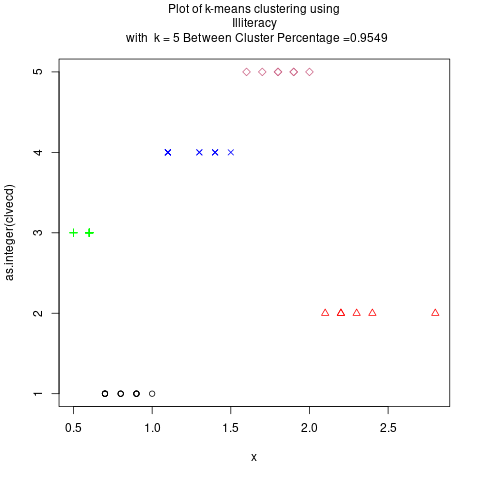 Plot of k-means clustering using
Illiteracy
with  k = 5 Between Cluster Percentage =0.9549
as.integer(clvecd)
5
4
3
2
1
0.5 1.0 1.5 2.0 2.5
x